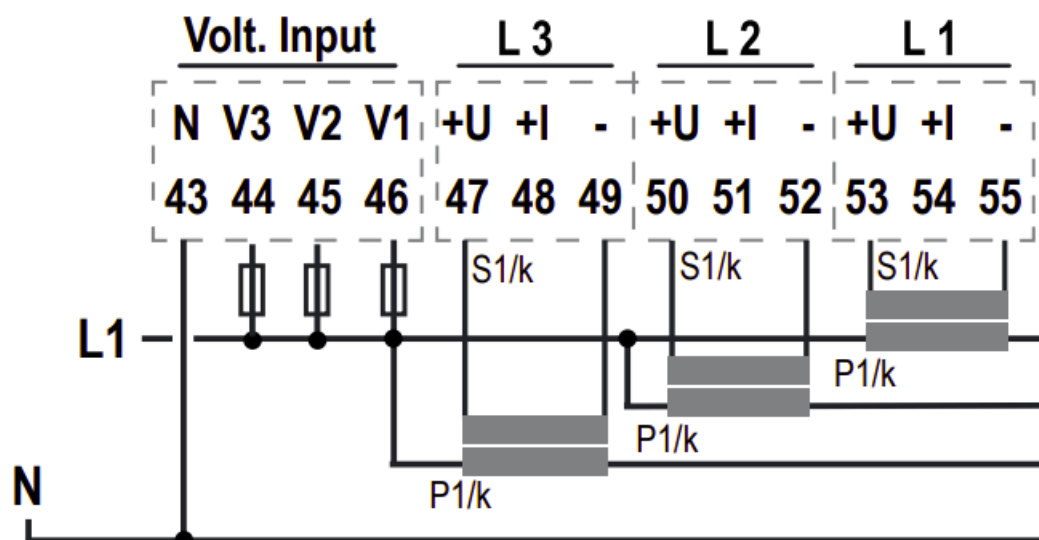 Volt. Input L 3 L 2 L 1
N V3 V2 V1 +U +I - +U +I - +U +I -
43 44 45 46 47 48 49 50 51 52 53 54 55
S1/k S1/k S1/k
L1
P1/k
P1/k
P1/k
N